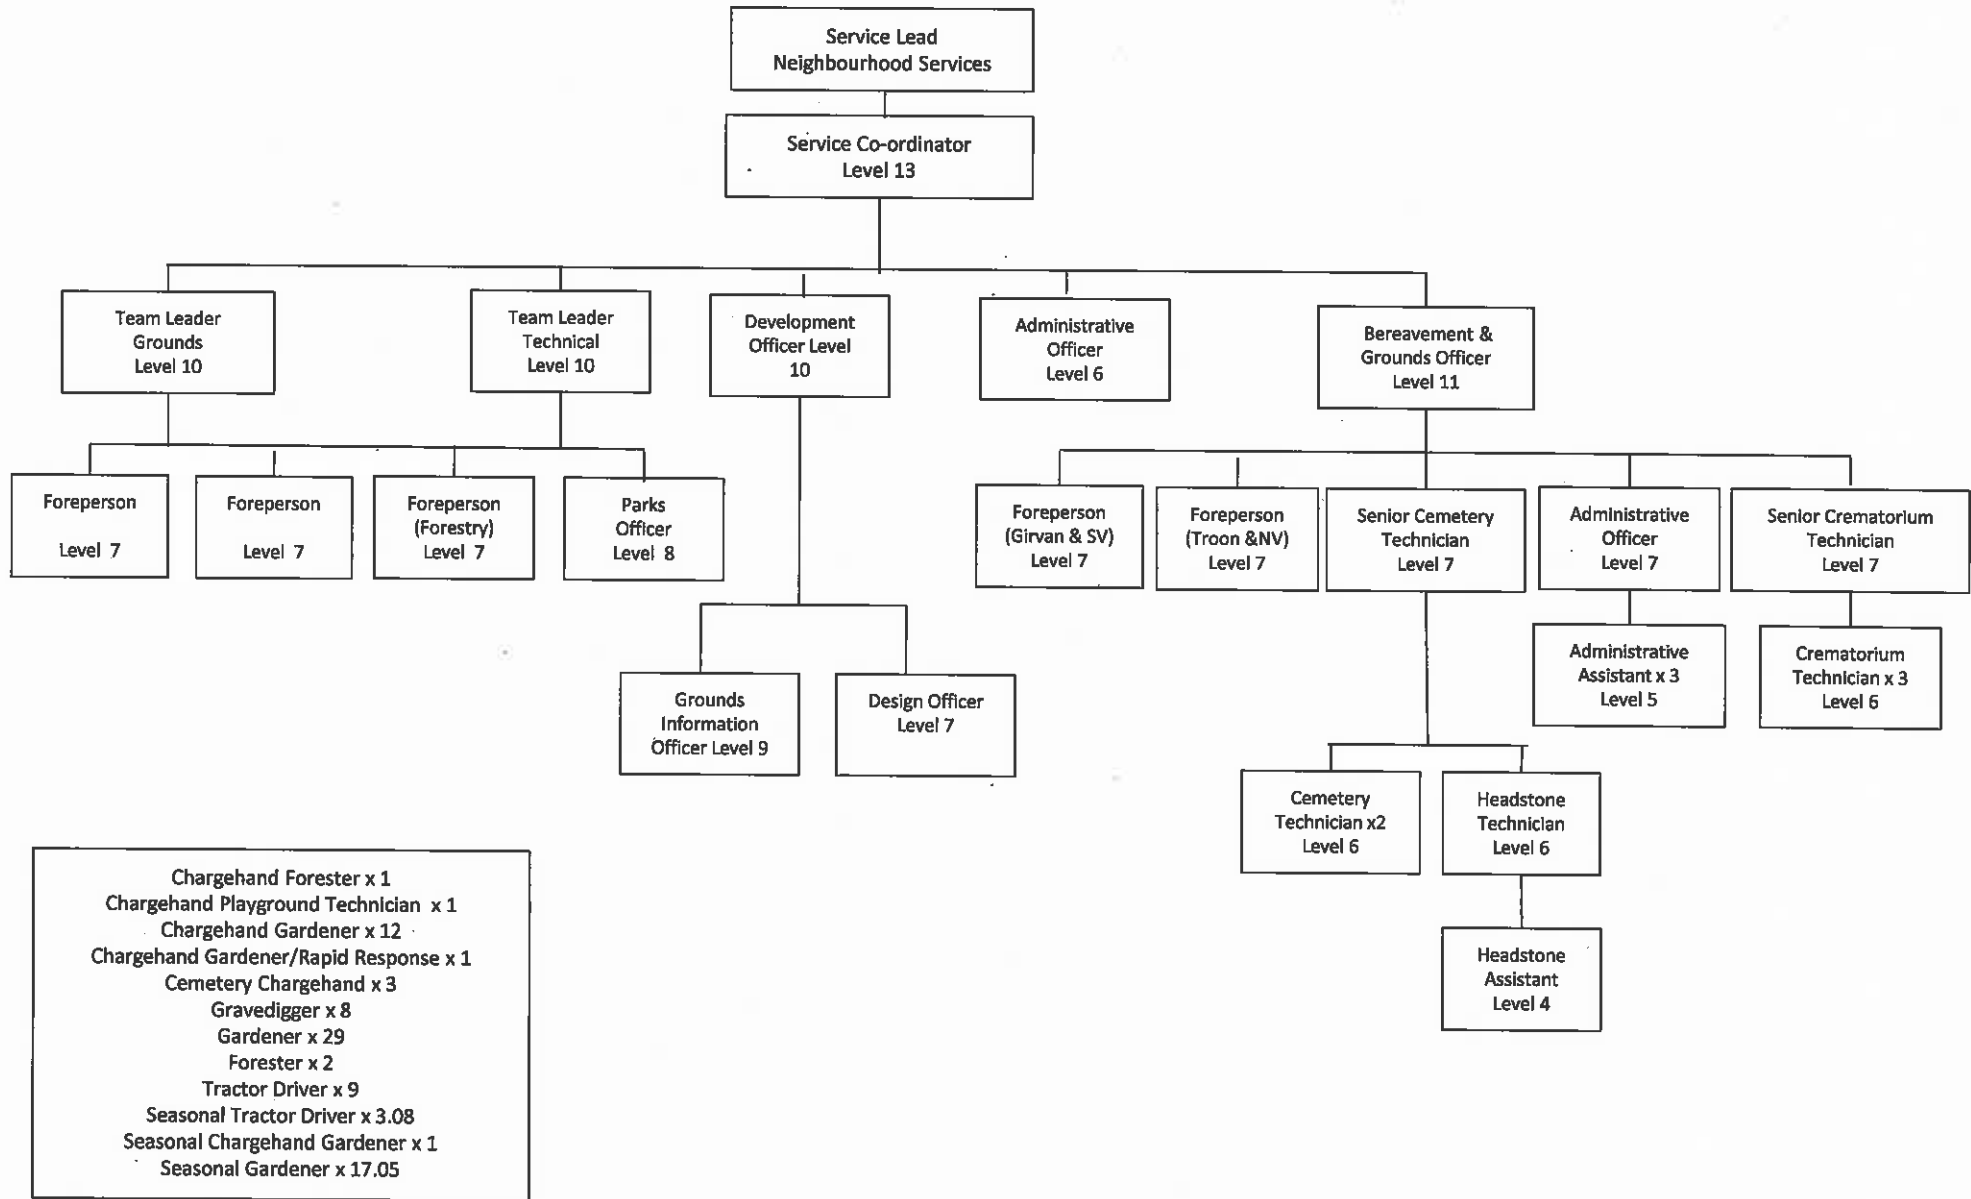 Service Lead
Neighbourhood Services
Service Co-ordinator
Level 13
Team Leader
Grounds
Level 10
Team Leader
Technical
Level 10
Development
Officer Level
10
Administrative
Officer
Level 6
Bereavement &
Grounds Officer
Level 11
Foreperson
Level 7
Foreperson
Level 7
Foreperson
(Forestry)
Level 7
Parks
Officer
Level 8
Foreperson
(Girvan & SV)
Level 7
Foreperson
(Troon &NV)
Level 7
Senior Cemetery
Technician
Level 7
Administrative
Officer
Level 7
Senior Crematorium
Technician
Level 7
Grounds
Information
Officer Level 9
Design Officer
Level 7
Administrative
Assistant x 3
Level 5
Crematorium
Technician x 3
Level 6
Cemetery
Technician x2
Level 6
Headstone
Technician
Level 6
Headstone
Assistant
Level 4
Chargehand Forester x 1
Chargehand Playground Technician x 1
Chargehand Gardener x 12
Chargehand Gardener/Rapid Response x 1
Cemetery Chargehand x 3
Gravedigger x 8
Gardener x 29
Forester x 2
Tractor Driver x 9
Seasonal Tractor Driver x 3.08
Seasonal Chargehand Gardener x 1
Seasonal Gardener x 17.05